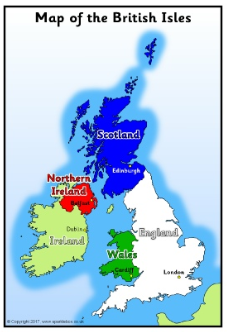 Map of the British Isles
Scotland
Edinburgh
Northern
Ireland
Belfast
Dublin
Ireland
England
Wales
Cardiff
London